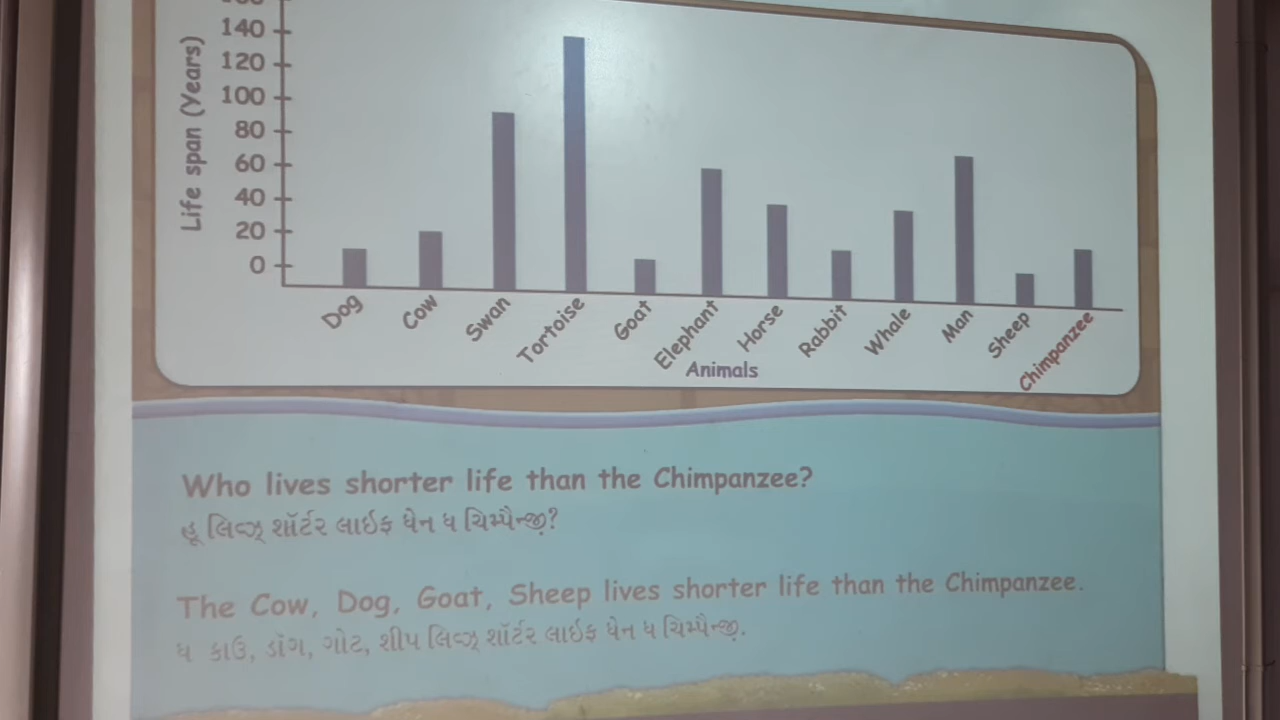 140
120
100
80
60
40
20
0
Life span (Years)
Dog
Cow
Swan
Tortoise
Goat
Elephant
Horse
Rabbit
Whale
Man
Sheep
Chimpanzee
Animals
Who lives shorter life than the Chimpanzee?
હૂ લિવ્ઝ્ શૉર્ટર લાઇફ ધેન ધ ચિમ્પૈન્જી?
The Cow, Dog, Goat, Sheep lives shorter life than the Chimpanzee.
ધ કાઉ, ડૉગ, ગોટ, શીપ લિવ્ઝ્ શૉર્ટર લાઇફ ધેન ધ ચિમ્પૈન્જી.